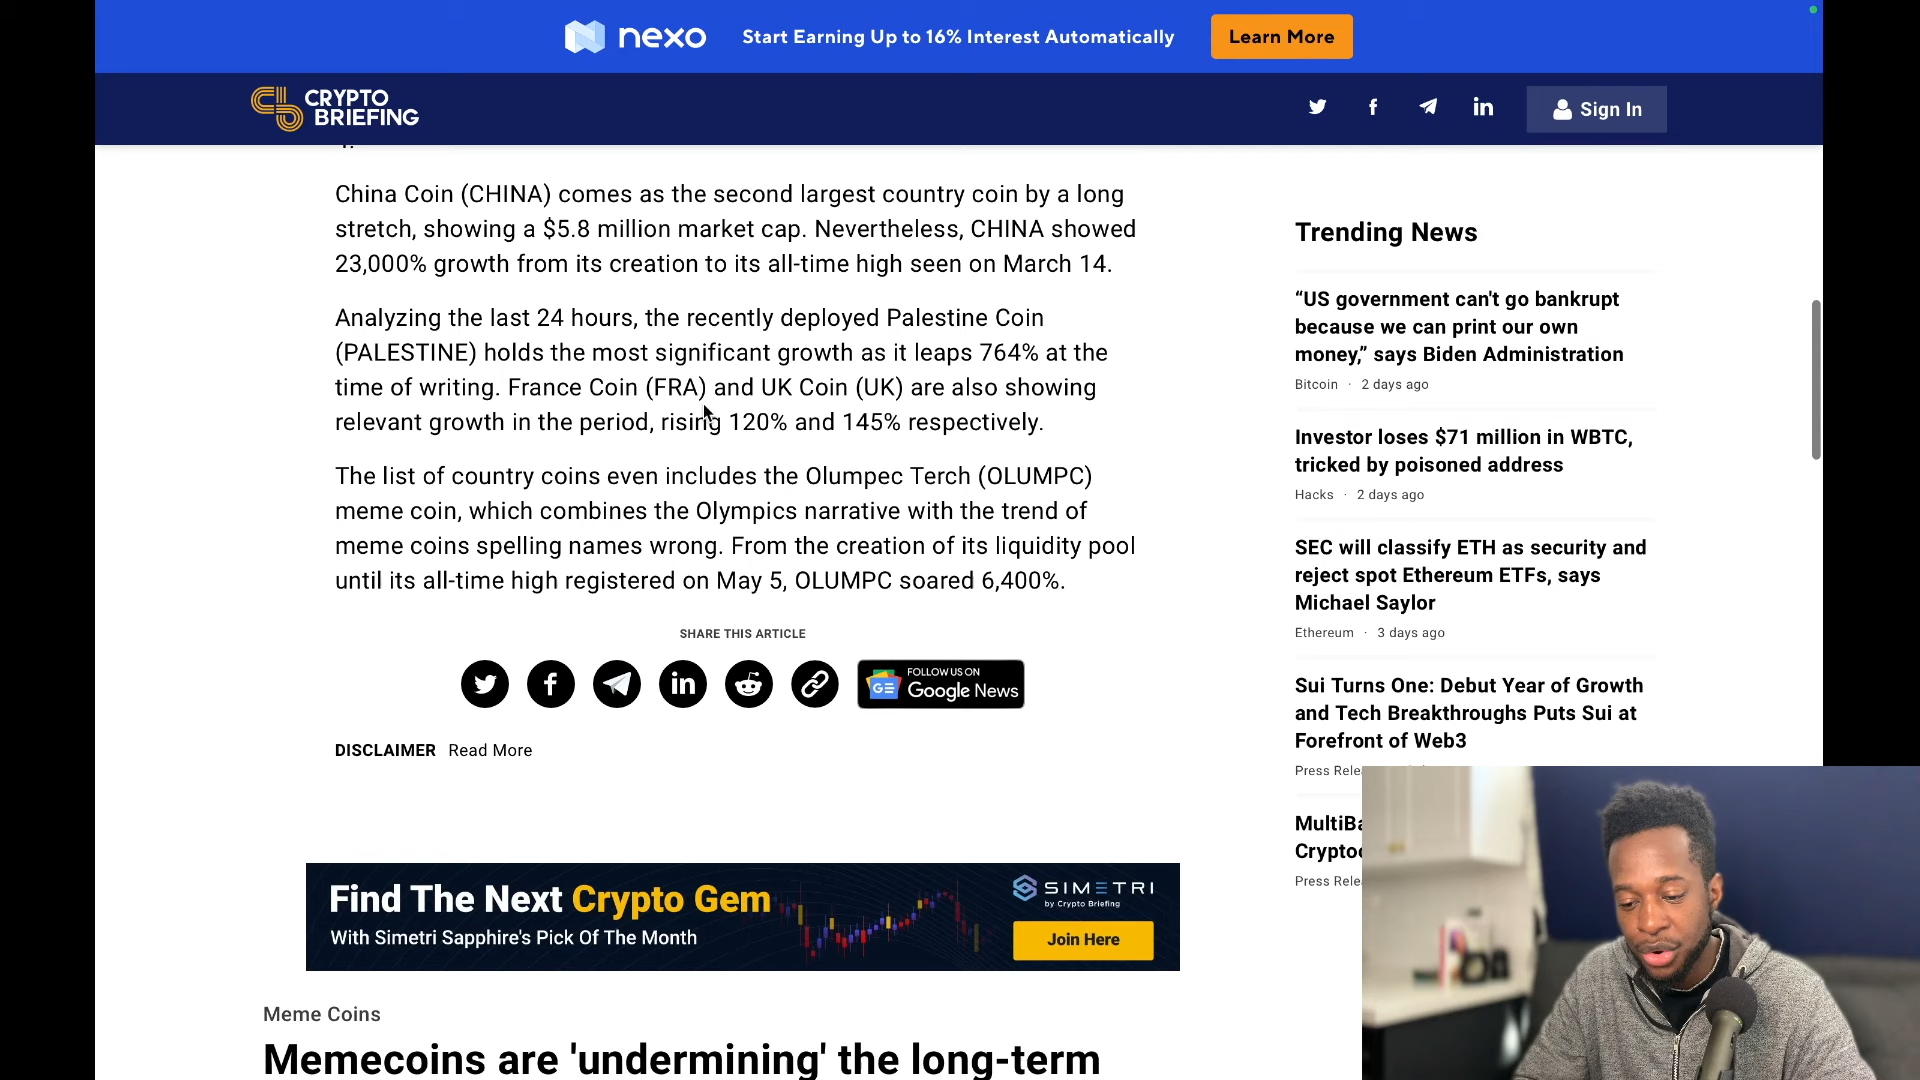 nexo
Start Earning Up to 16% Interest Automatically
Learn More
CRYPTO
BRIEFING
Sign In
China Coin (CHINA) comes as the second largest country coin by a long
stretch, showing a $5.8 million market cap. Nevertheless, CHINA showed
23,000% growth from its creation to its all-time high seen on March 14.
Analyzing the last 24 hours, the recently deployed Palestine Coin
(PALESTINE) holds the most significant growth as it leaps 764% at the
time of writing. France Coin (FRA) and UK Coin (UK) are also showing
relevant growth in the period, rising 120% and 145% respectively.
The list of country coins even includes the Olumpec Terch (OLUMPC)
meme coin, which combines the Olympics narrative with the trend of
meme coins spelling names wrong. From the creation of its liquidity pool
until its all-time high registered on May 5, OLUMPC soared 6,400%.
SHARE THIS ARTICLE
FOLLOW US ON
Google News
DISCLAIMER Read More
Find The Next Crypto Gem
With Simetri Sapphire's Pick Of The Month
SIMETRI
by Crypto Briefing
Join Here
Meme Coins
Memecoins are 'undermining' the long-term
Trending News
“US government can't go bankrupt
because we can print our own
money,” says Biden Administration
Bitcoin · 2 days ago
Investor loses $71 million in WBTC,
tricked by poisoned address
Hacks · 2 days ago
SEC will classify ETH as security and
reject spot Ethereum ETFs, says
Michael Saylor
Ethereum · 3 days ago
Sui Turns One: Debut Year of Growth
and Tech Breakthroughs Puts Sui at
Forefront of Web3
Press Rele
MultiBa
Cryptoc
Press Rele